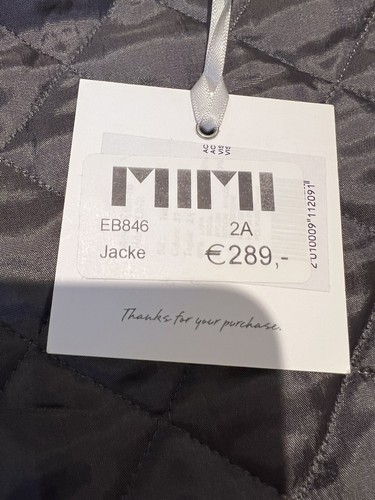 MIMI
EB846 2A
Jacke €289,-
Thanks for your purchase.